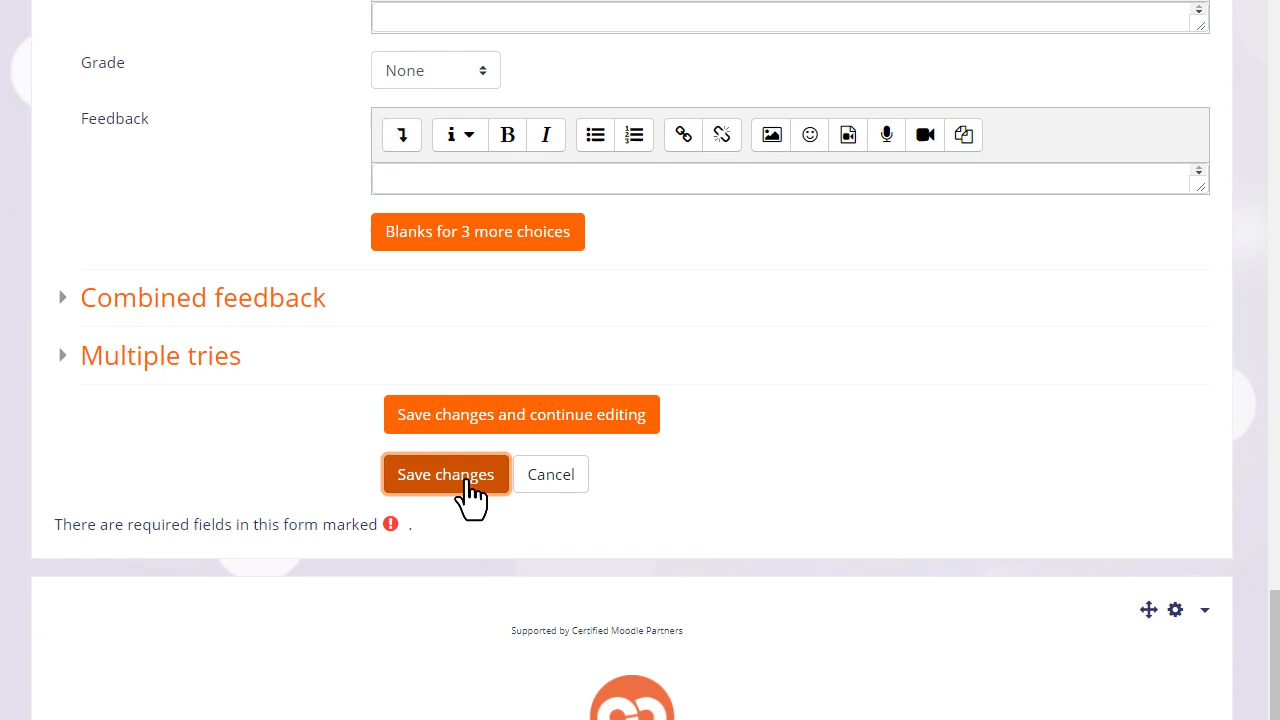 Grade
None
Feedback
Blanks for 3 more choices
Combined feedback
Multiple tries
Save changes and continue editing
Save changes Cancel
There are required fields in this form marked .
Supported by Certified Moodle Partners